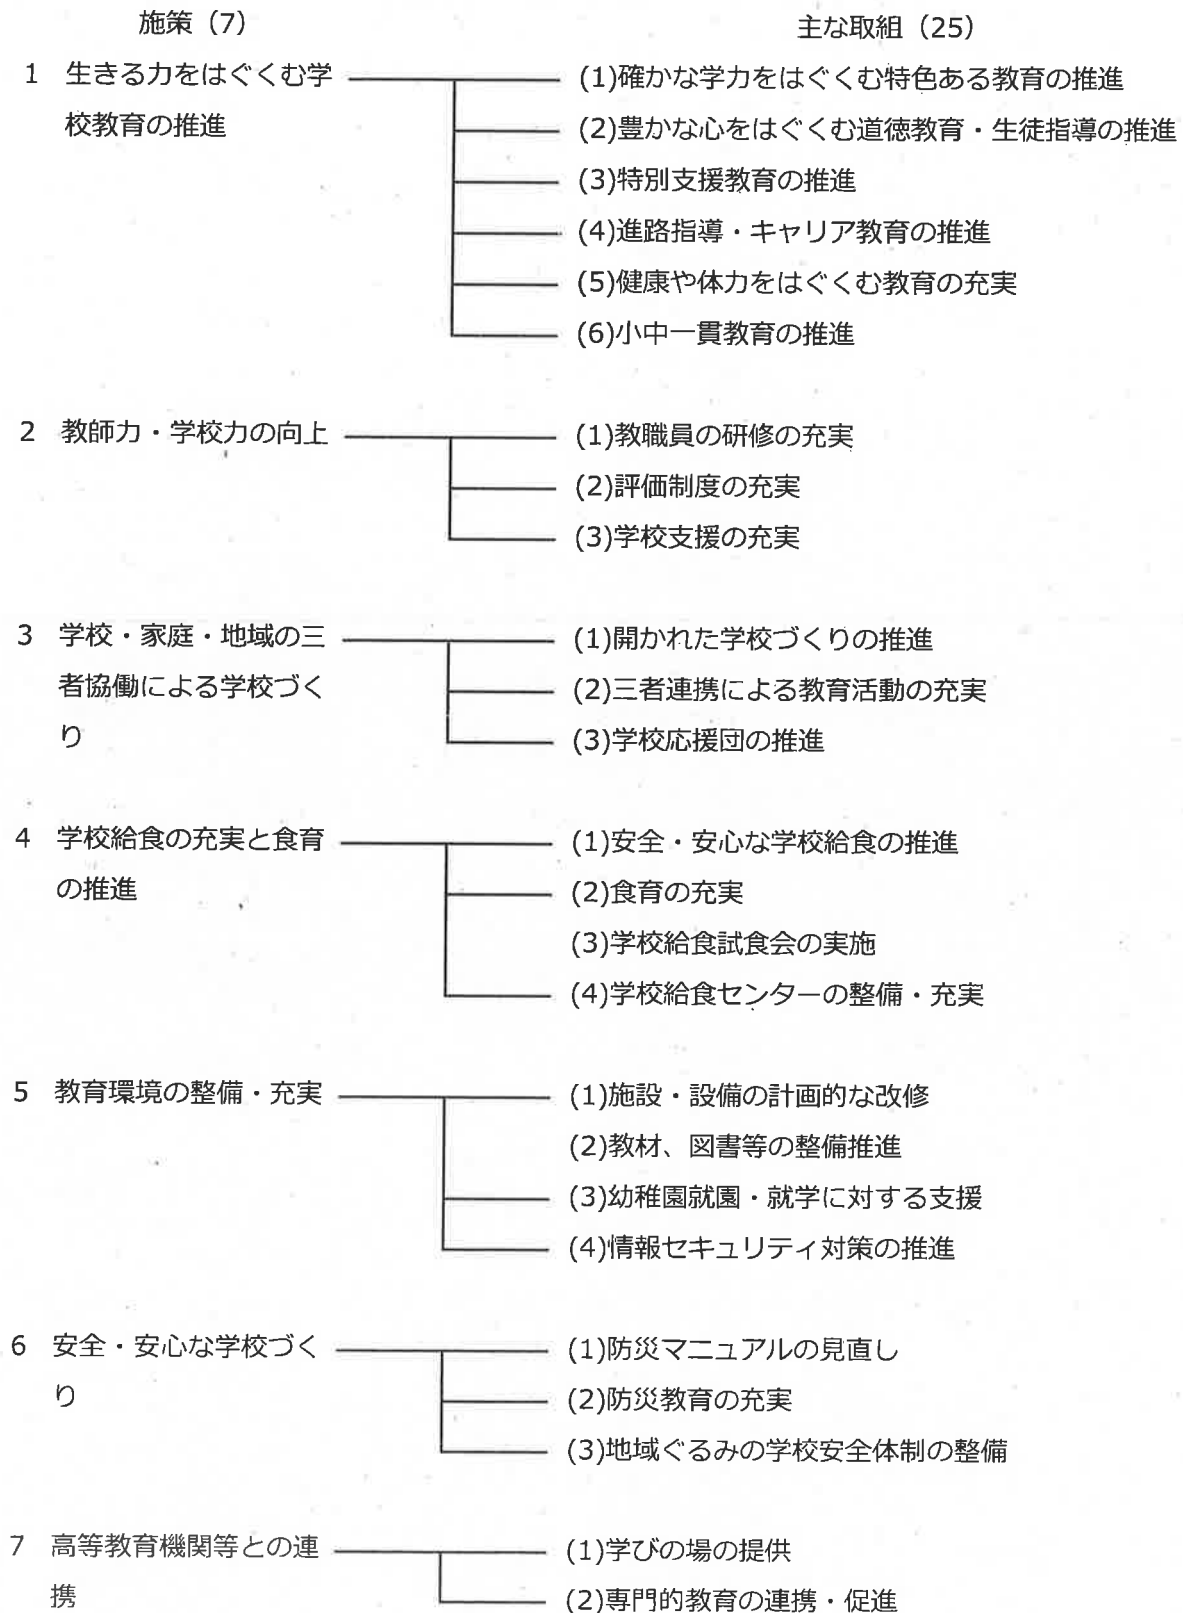 施策（7）　主な取組（25）
1　生きる力をはぐくむ学　(1)確かな学力をはぐくむ特色ある教育の推進
校教育の推進　(2)豊かな心をはぐくむ道徳教育・生徒指導の推進
(3)特別支援教育の推進
(4)進路指導・キャリア教育の推進
(5)健康や体力をはぐくむ教育の充実
(6)小中一貫教育の推進
2　教師力・学校力の向上　(1)教職員の研修の充実
(2)評価制度の充実
(3)学校支援の充実
3　学校・家庭・地域の三　(1)開かれた学校づくりの推進
者協働による学校づく　(2)三者連携による教育活動の充実
り　(3)学校応援団の推進
4　学校給食の充実と食育　(1)安全・安心な学校給食の推進
の推進　(2)食育の充実
(3)学校給食試食会の実施
(4)学校給食センターの整備・充実
5　教育環境の整備・充実　(1)施設・設備の計画的な改修
(2)教材、図書等の整備推進
(3)幼稚園就園・就学に対する支援
(4)情報セキュリティ対策の推進
6　安全・安心な学校づく　(1)防災マニュアルの見直し
り　(2)防災教育の充実
(3)地域ぐるみの学校安全体制の整備
7　高等教育機関等との連　(1)学びの場の提供
携　(2)専門的教育の連携・促進